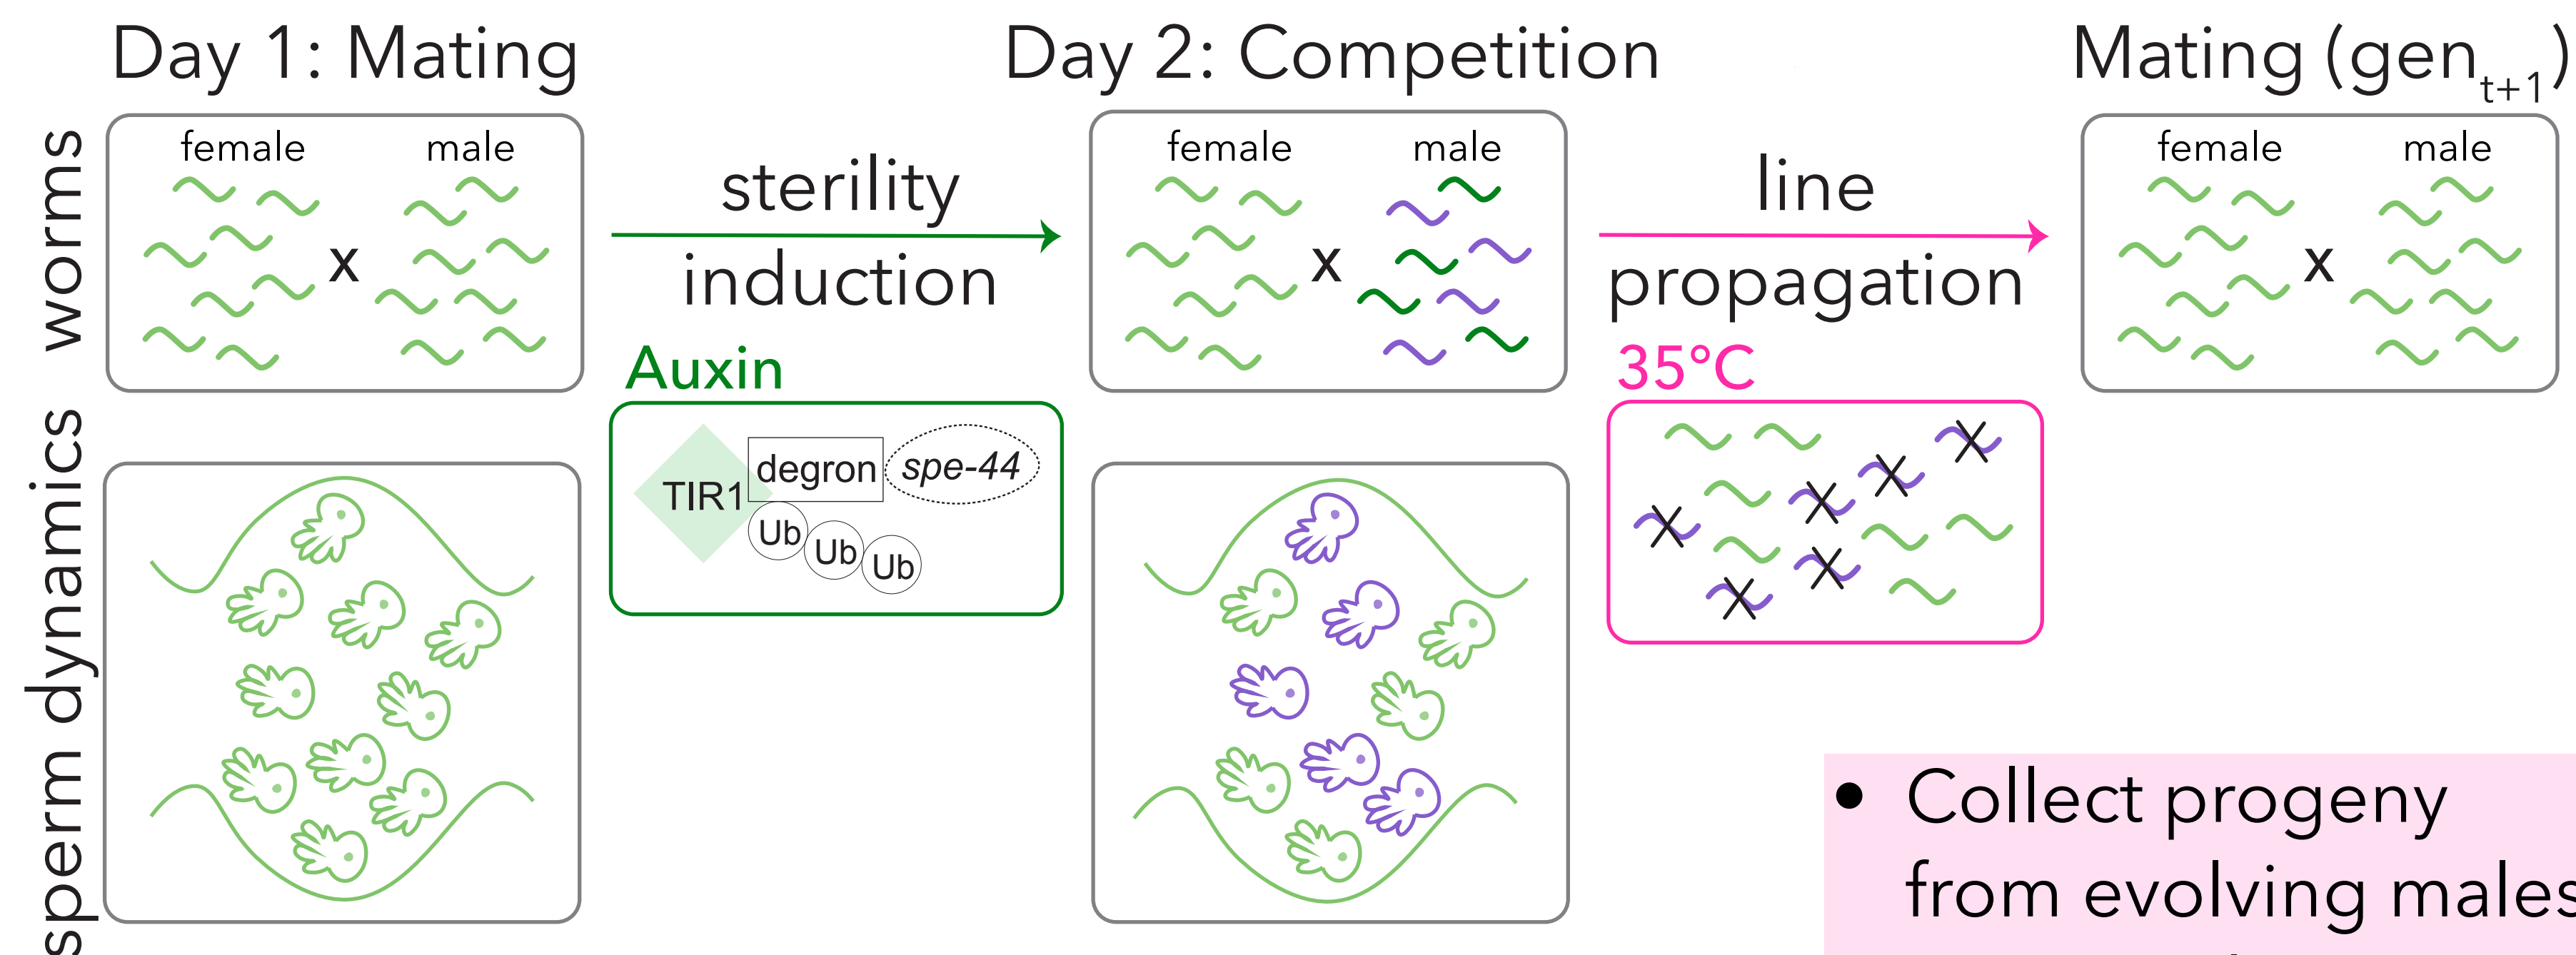 Day 1: Mating
Day 2: Competition
Mating (gen t+1)
worms
female
male
x
sterility
induction
Auxin
TIR1
degron
spe-44
Ub
Ub
Ub
female
male
x
line
propagation
35°C
female
male
x
sperm dynamics
• Collect progeny
from evolving males